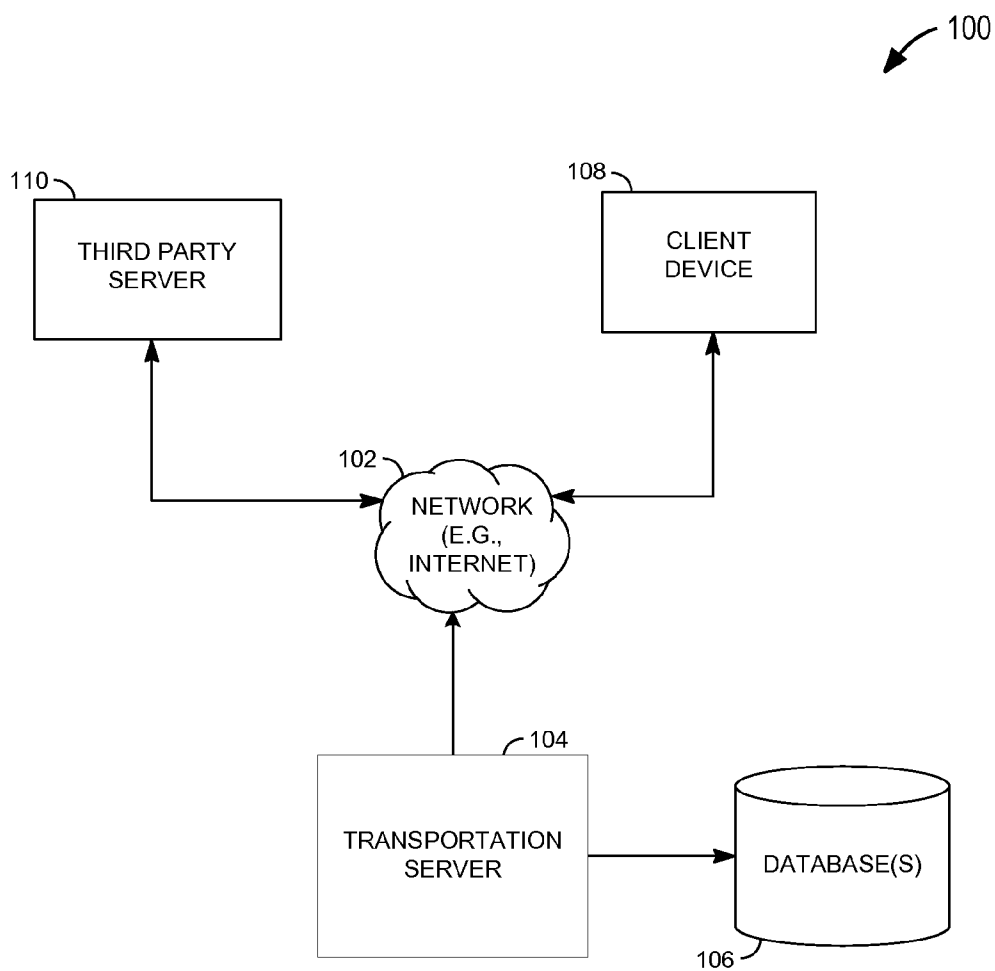 100
110
108
THIRD PARTY
SERVER
CLIENT
DEVICE
102
NETWORK
(E.G.,
INTERNET)
104
TRANSPORTATION
SERVER
DATABASE(S)
106